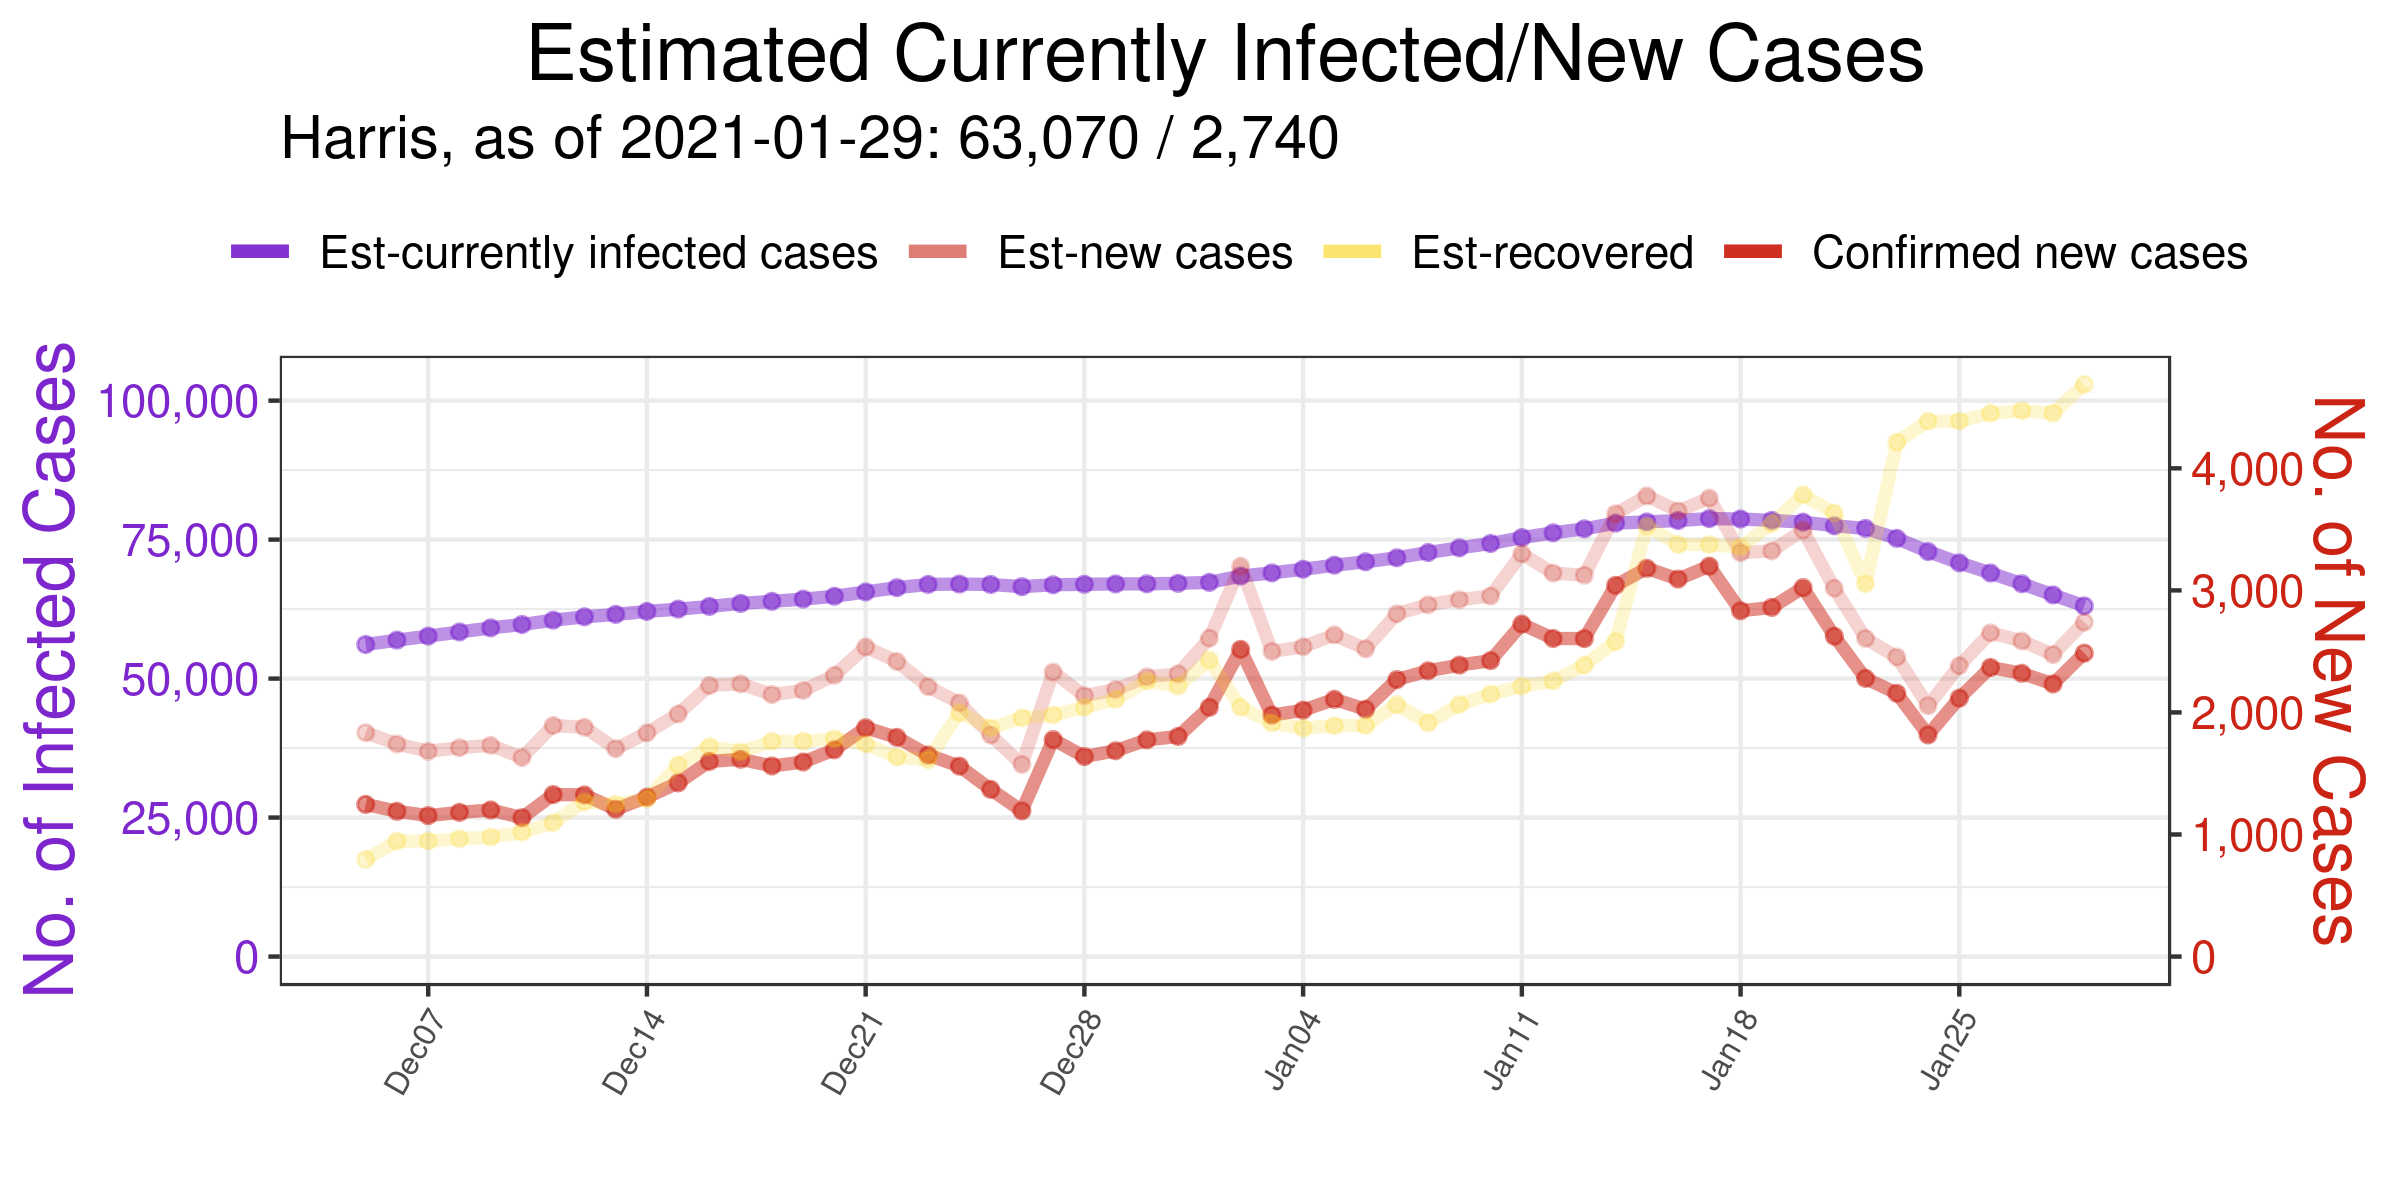 Estimated Currently Infected/New Cases
Harris, as of 2021-01-29: 63,070 / 2,740
Est-currently infected cases Est-new cases Est-recovered Confirmed new cases
No. of Infected Cases
100,000
75,000
50,000
25,000
0
4,000
3,000
2,000
1,000
0
No. of New Cases
Dec07 Dec14 Dec21 Dec28 Jan04 Jan11 Jan18 Jan25